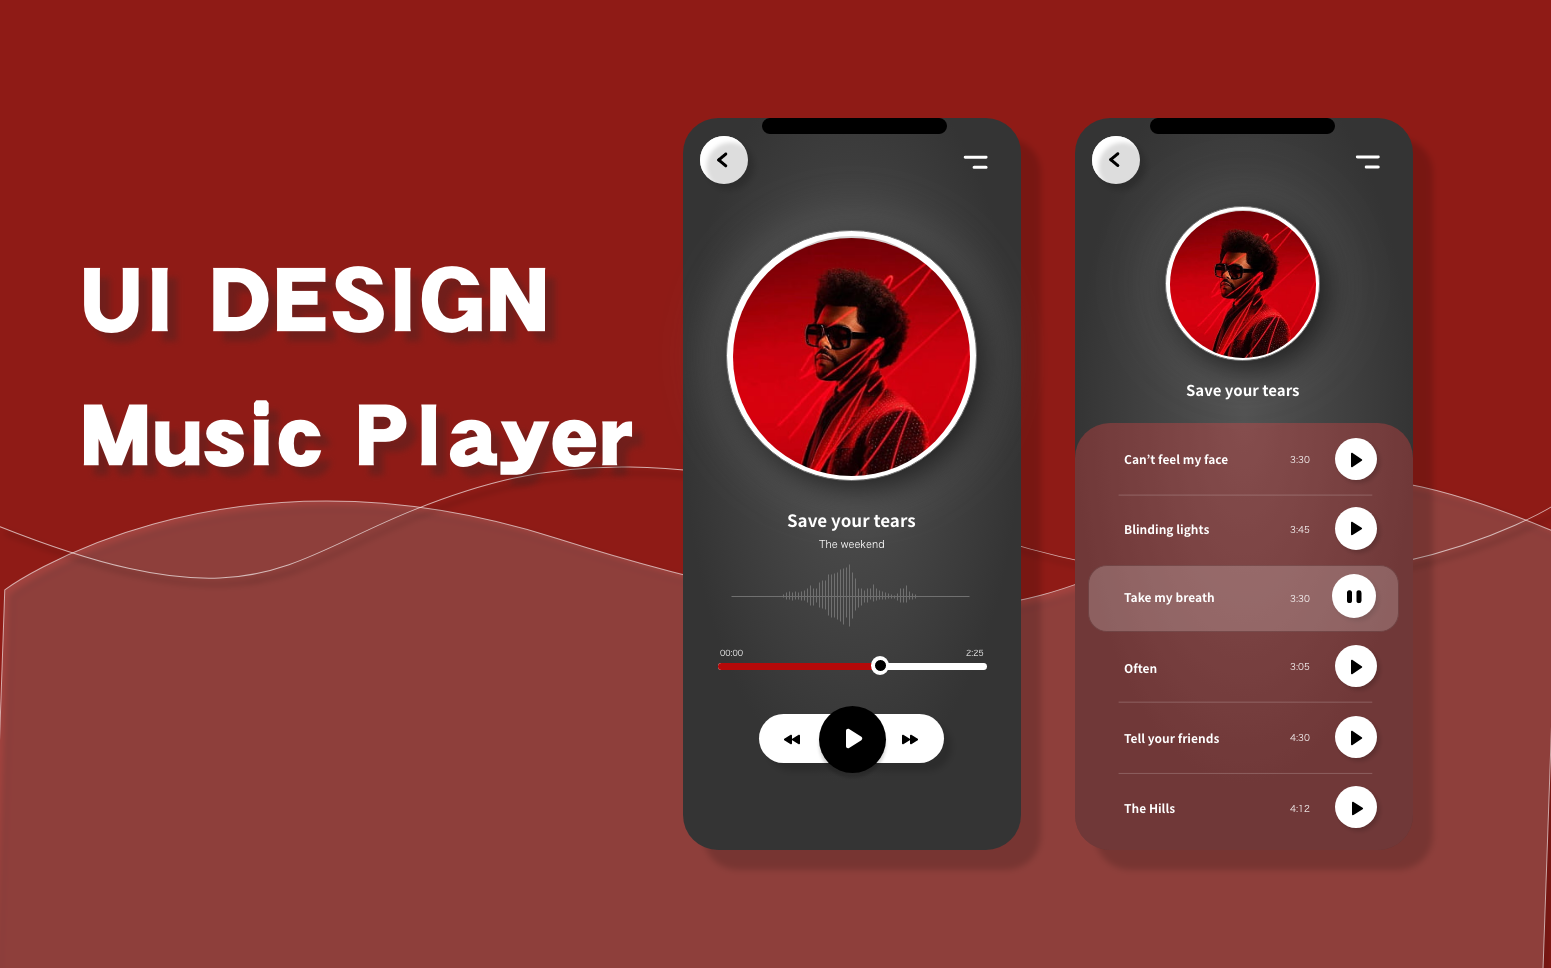 UI DESIGN
Music Player
Save your tears
The weekend
00:00
2:25
Save your tears
Can't feel my face 3:30
Blinding lights 3:45
Take my breath 3:30
Often 3:05
Tell your friends 4:30
The Hills 4:12